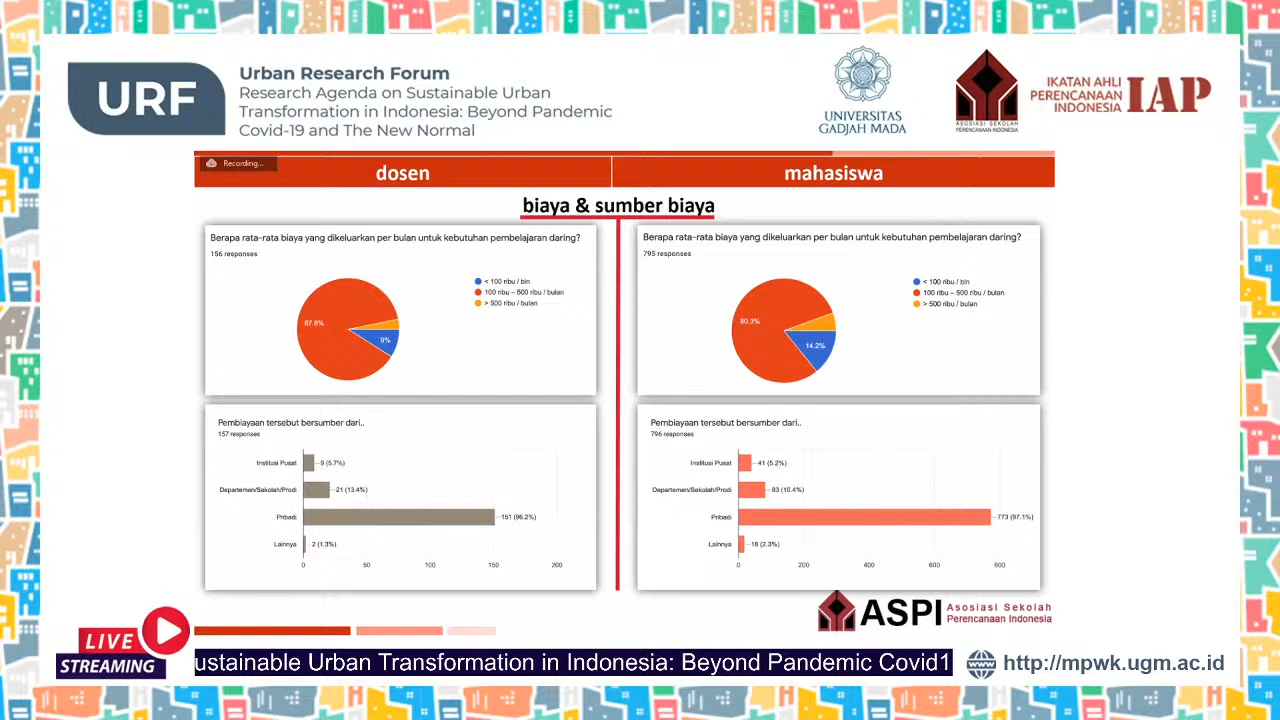 URF
Urban Research Forum
Research Agenda on Sustainable Urban
Transformation in Indonesia: Beyond Pandemic
Covid-19 and The New Normal
UNIVERSITAS
GADJAH MADA
ASOSIASI SEKOLAH
PERENCANAAN INDONESIA
IKATAN AHLI
PERENCANAAN
INDONESIA
IAP
Recording...
dosen
mahasiswa
biaya & sumber biaya
Berapa rata-rata biaya yang dikeluarkan per bulan untuk kebutuhan pembelajaran daring?
156 responses
< 100 ribu / bln
100 ribu – 500 ribu / bulan
> 500 ribu / bulan
87.8%
9%
Berapa rata-rata biaya yang dikeluarkan per bulan untuk kebutuhan pembelajaran daring?
795 responses
< 100 ribu / bln
100 ribu – 500 ribu / bulan
> 500 ribu / bulan
80.3%
14.2%
Pembiayaan tersebut bersumber dari..
157 responses
Institusi Pusat
9 (5.7%)
Departemen/Sekolah/Prodi
21 (13.4%)
Pribadi
151 (96.2%)
Lainnya
2 (1.3%)
0 50 100 150 200
Pembiayaan tersebut bersumber dari..
796 responses
Institusi Pusat
41 (5.2%)
Departemen/Sekolah/Prodi
83 (10.4%)
Pribadi
773 (97.1%)
Lainnya
18 (2.3%)
0 200 400 600 800
ASPI
Asosiasi Sekolah
Perencanaan Indonesia
LIVE
STREAMING
ustainable Urban Transformation in Indonesia: Beyond Pandemic Covid1
http://mpwk.ugm.ac.id